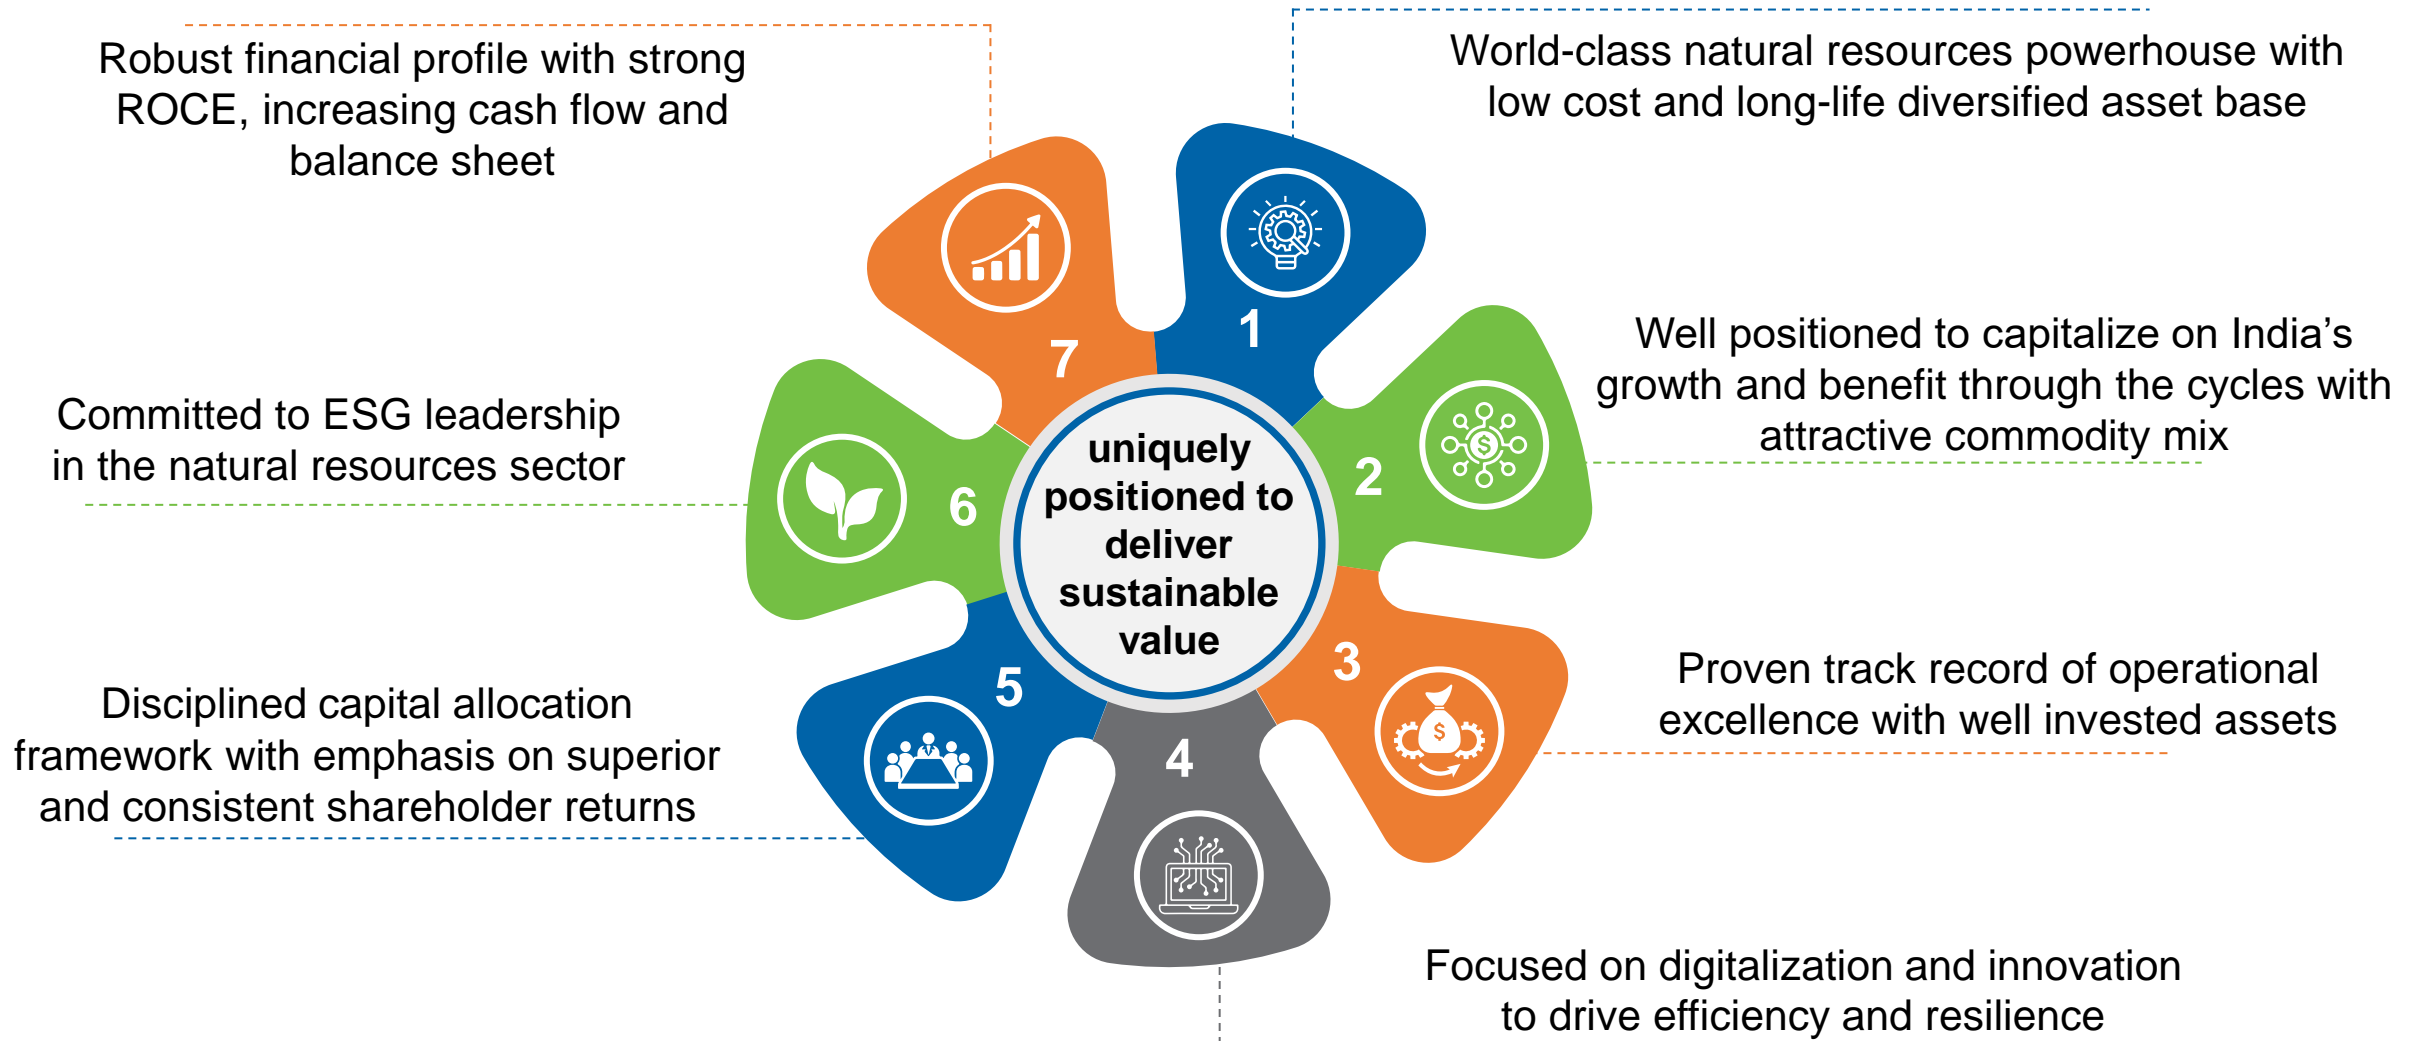 World-class natural resources powerhouse with
low cost and long-life diversified asset base
1
Well positioned to capitalize on India’s
growth and benefit through the cycles with
attractive commodity mix
2
$
Proven track record of operational
excellence with well invested assets
3
$
Focused on digitalization and innovation
to drive efficiency and resilience
4
Disciplined capital allocation
framework with emphasis on superior
and consistent shareholder returns
5
Committed to ESG leadership
in the natural resources sector
6
Robust financial profile with strong
ROCE, increasing cash flow and
balance sheet
7
uniquely
positioned to
deliver
sustainable
value